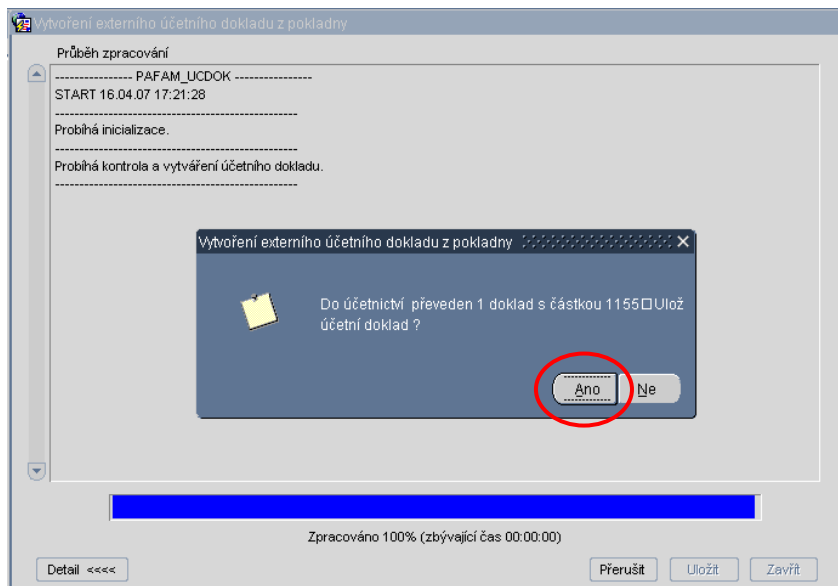 Vytvoření externího účetního dokladu z pokladny
Průběh zpracování
---------------- PAFAM_UCDOK ----------------
START 16.04.07 17:21:28
--------------------------------------------------
Probíhá inicializace.
--------------------------------------------------
Probíhá kontrola a vytváření účetního dokladu.
--------------------------------------------------
Vytvoření externího účetního dokladu z pokladny
Do účetnictví převeden 1 doklad s částkou 1155□Ulož
účetní doklad ?
Ano Ne
Zpracováno 100% (zbývající čas 00:00:00)
Detail <<<< Přerušit Uložit Zavřít